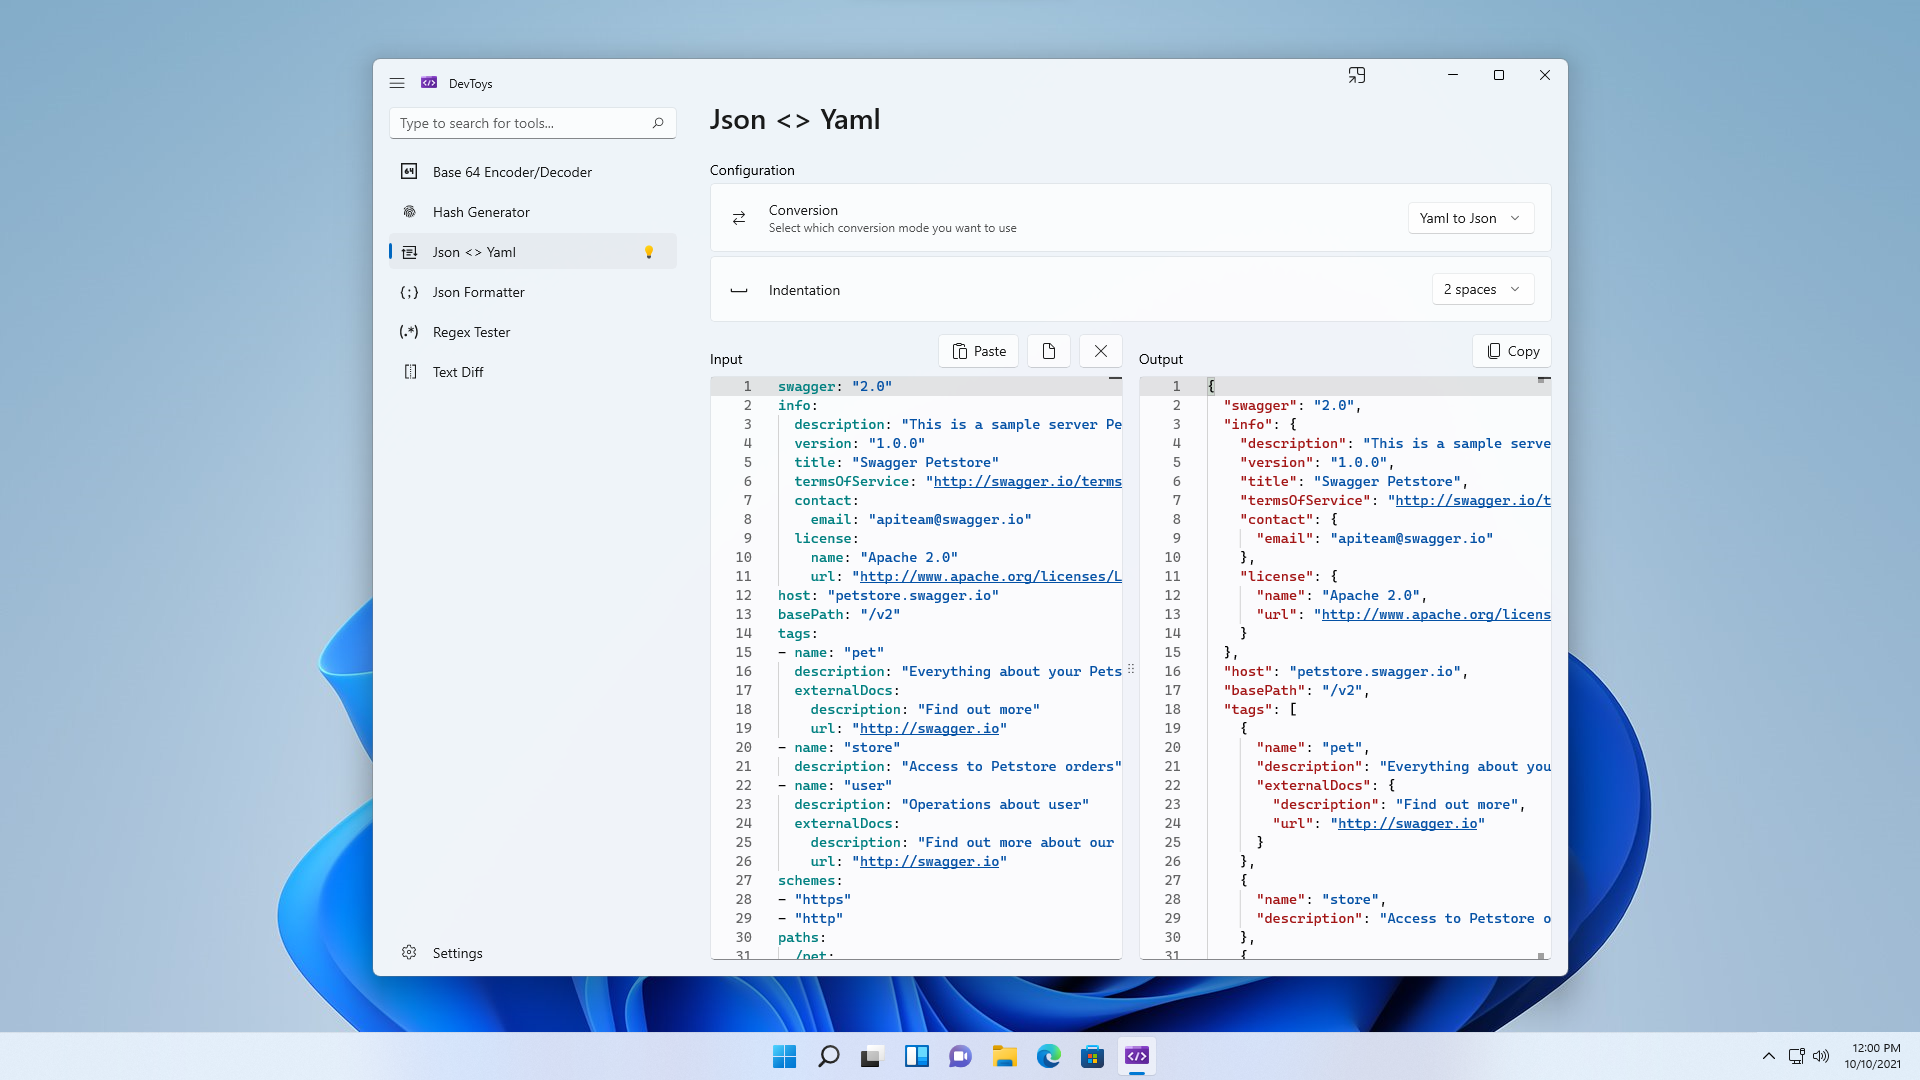 DevToys
Type to search for tools...
Base 64 Encoder/Decoder
Hash Generator
Json <> Yaml
Json Formatter
Regex Tester
Text Diff
Settings
Json <> Yaml
Configuration
Conversion
Select which conversion mode you want to use
Yaml to Json
Indentation
2 spaces
Input
Paste
1 swagger: "2.0"
2 info:
3 description: "This is a sample server Pe
4 version: "1.0.0"
5 title: "Swagger Petstore"
6 termsOfService: "http://swagger.io/terms
7 contact:
8 email: "apiteam@swagger.io"
9 license:
10 name: "Apache 2.0"
11 url: "http://www.apache.org/licenses/L
12 host: "petstore.swagger.io"
13 basePath: "/v2"
14 tags:
15 - name: "pet"
16 description: "Everything about your Pets
17 externalDocs:
18 description: "Find out more"
19 url: "http://swagger.io"
20 - name: "store"
21 description: "Access to Petstore orders"
22 - name: "user"
23 description: "Operations about user"
24 externalDocs:
25 description: "Find out more about our
26 url: "http://swagger.io"
27 schemes:
28 - "https"
29 - "http"
30 paths:
31 /pet:
Output
Copy
1 {
2 "swagger": "2.0",
3 "info": {
4 "description": "This is a sample serve
5 "version": "1.0.0",
6 "title": "Swagger Petstore",
7 "termsOfService": "http://swagger.io/t
8 "contact": {
9 "email": "apiteam@swagger.io"
10 },
11 "license": {
12 "name": "Apache 2.0",
13 "url": "http://www.apache.org/licens
14 }
15 },
16 "host": "petstore.swagger.io",
17 "basePath": "/v2",
18 "tags": [
19 {
20 "name": "pet",
21 "description": "Everything about you
22 "externalDocs": {
23 "description": "Find out more",
24 "url": "http://swagger.io"
25 }
26 },
27 {
28 "name": "store",
29 "description": "Access to Petstore o
30 },
31 {
12:00 PM
10/10/2021